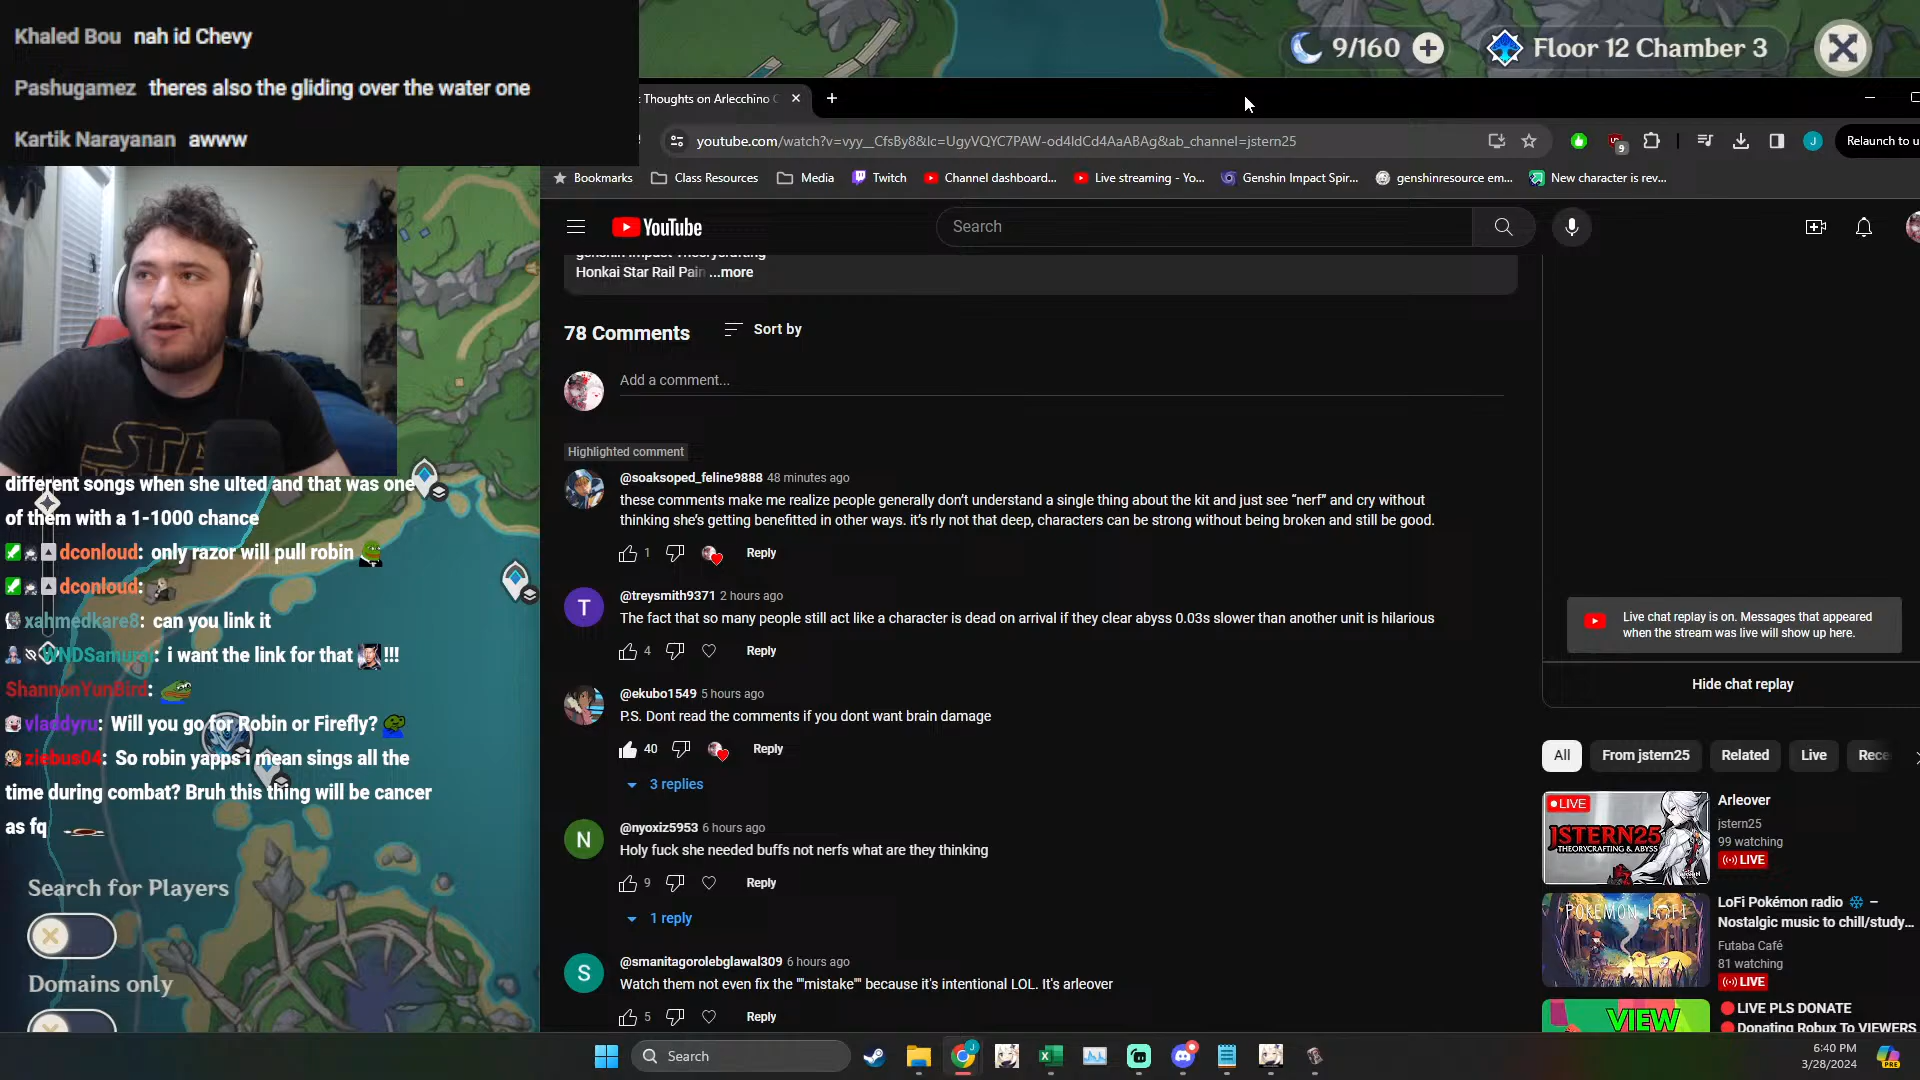 Khaled Bou nah id Chevy
Pashugamez theres also the gliding over the water one
Kartik Narayanan awww
9/160
Floor 12 Chamber 3
: Thoughts on Arlecchino
youtube.com/watch?v=vyy__CfsBy8&lc=UgyVQYC7PAW-od4ldCd4AaABAg&ab_channel=jstern25
9
J
Relaunch to u
Bookmarks
Class Resources
Media
Twitch
Channel dashboard...
Live streaming - Yo...
Genshin Impact Spir...
genshinresource em...
New character is rev...
YouTube
Search
genshin impact Theorycrafting
Honkai Star Rail Pain ...more
78 Comments
Sort by
Add a comment...
Highlighted comment
@soaksoped_feline9888 48 minutes ago
these comments make me realize people generally don't understand a single thing about the kit and just see “nerf” and cry without
thinking she's getting benefitted in other ways. it's rly not that deep, characters can be strong without being broken and still be good.
1
Reply
T
@treysmith9371 2 hours ago
The fact that so many people still act like a character is dead on arrival if they clear abyss 0.03s slower than another unit is hilarious
4
Reply
@ekubo1549 5 hours ago
P.S. Dont read the comments if you dont want brain damage
40
Reply
3 replies
N
@nyoxiz5953 6 hours ago
Holy fuck she needed buffs not nerfs what are they thinking
9
Reply
1 reply
S
@smanitagorolebglawal309 6 hours ago
Watch them not even fix the ""mistake"" because it's intentional LOL. It's arleover
5
Reply
Live chat replay is on. Messages that appeared
when the stream was live will show up here.
Hide chat replay
All
From jstern25
Related
Live
Rece
LIVE
JSTERN25
THEORYCRAFTING & ABYSS
Arleover
jstern25
99 watching
LIVE
POKEMON LOFI
LoFi Pokémon radio ❄️ –
Nostalgic music to chill/study...
Futaba Café
81 watching
LIVE
VIEW
🔴LIVE PLS DONATE
🔴Donating Robux To VIEWERS
STA
different songs when she ulted and that was one
of them with a 1-1000 chance
dconloud: only razor will pull robin
dconloud:
xahmedkare8: can you link it
WNDSamurai: i want the link for that !!!
ShannonYunBird:
vladdyru: Will you go for Robin or Firefly?
ziebus04: So robin yapps i mean sings all the
time during combat? Bruh this thing will be cancer
as fq
Search for Players
Domains only
Search
6:40 PM
3/28/2024
PRE